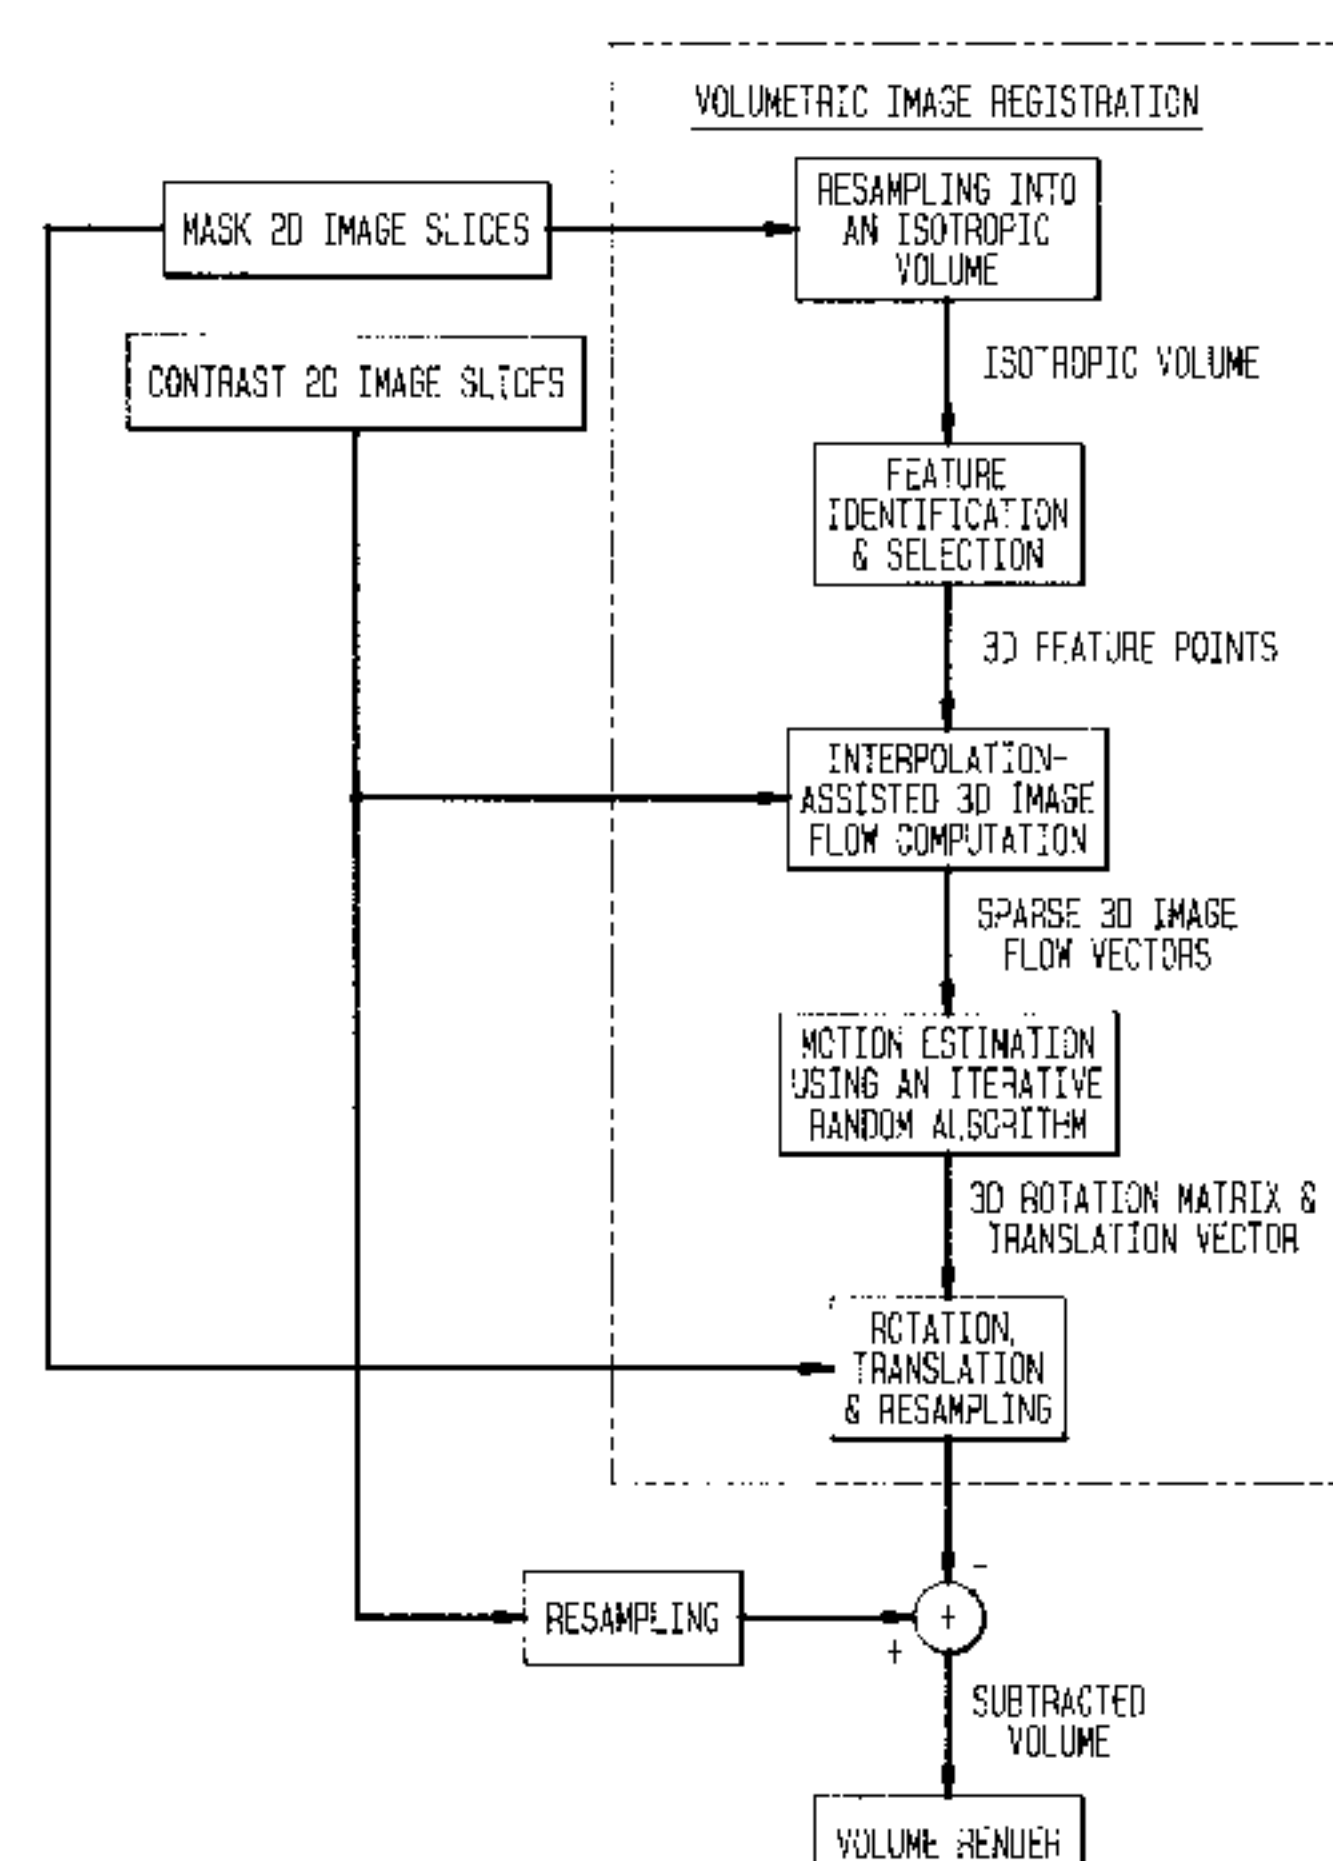 VOLUMETRIC IMAGE REGISTRATION
MASK 2D IMAGE SLICES
RESAMPLING INTO
AN ISOTROPIC
VOLUME
ISOTROPIC VOLUME
CONTRAST 2D IMAGE SLICES
FEATURE
IDENTIFICATION
& SELECTION
3D FEATURE POINTS
INTERPOLATION-
ASSISTED 3D IMAGE
FLOW COMPUTATION
SPARSE 3D IMAGE
FLOW VECTORS
MOTION ESTIMATION
USING AN ITERATIVE
RANDOM ALGORITHM
3D ROTATION MATRIX &
TRANSLATION VECTOR
ROTATION,
TRANSLATION
& RESAMPLING
-
RESAMPLING
+
+
SUBTRACTED
VOLUME
VOLUME RENDER